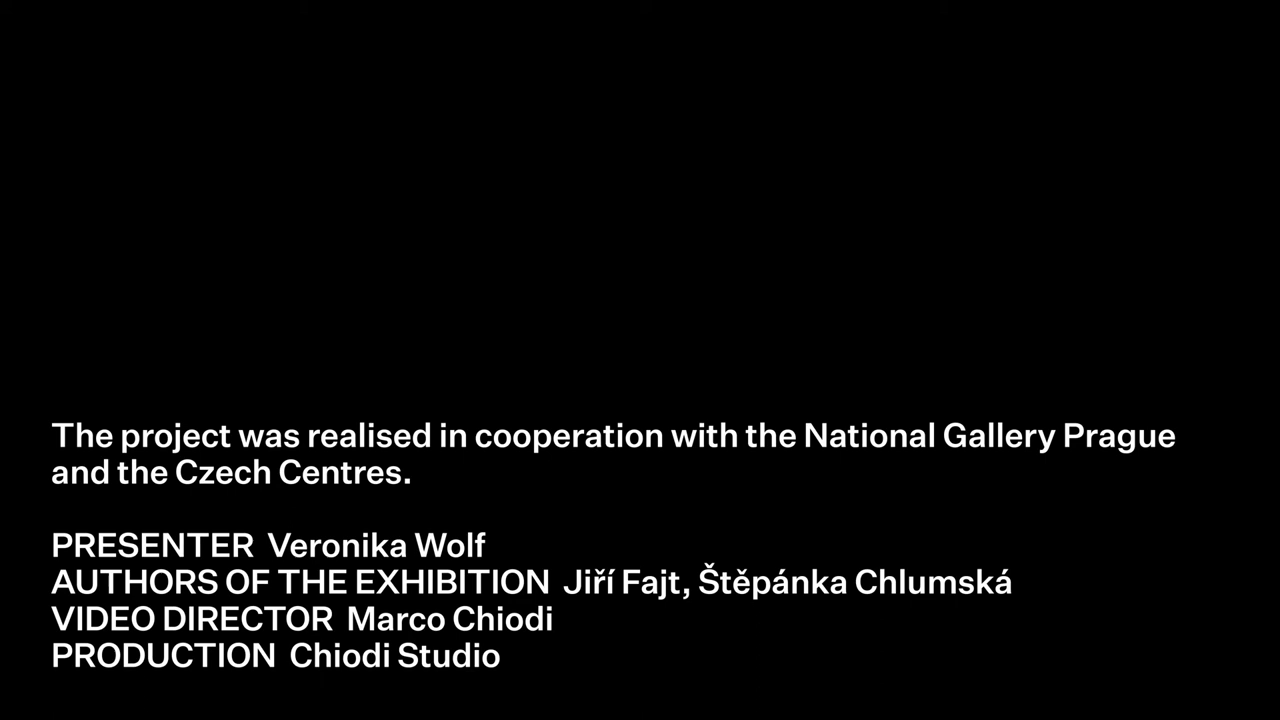 The project was realised in cooperation with the National Gallery Prague
and the Czech Centres.
PRESENTER Veronika Wolf
AUTHORS OF THE EXHIBITION Jiří Fajt, Štěpánka Chlumská
VIDEO DIRECTOR Marco Chiodi
PRODUCTION Chiodi Studio